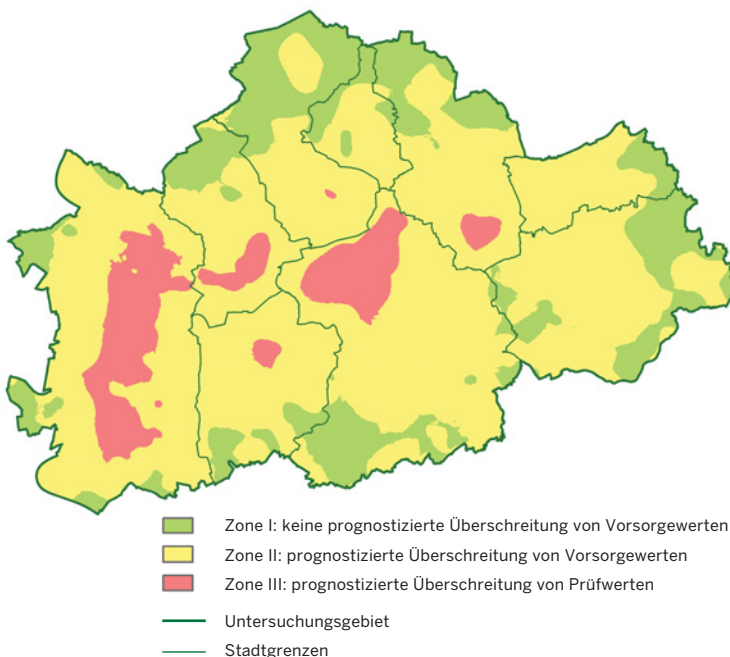 Zone I: keine prognostizierte Überschreitung von Vorsorgewerten
Zone II: prognostizierte Überschreitung von Vorsorgewerten
Zone III: prognostizierte Überschreitung von Prüfwerten
Untersuchungsgebiet
Stadtgrenzen